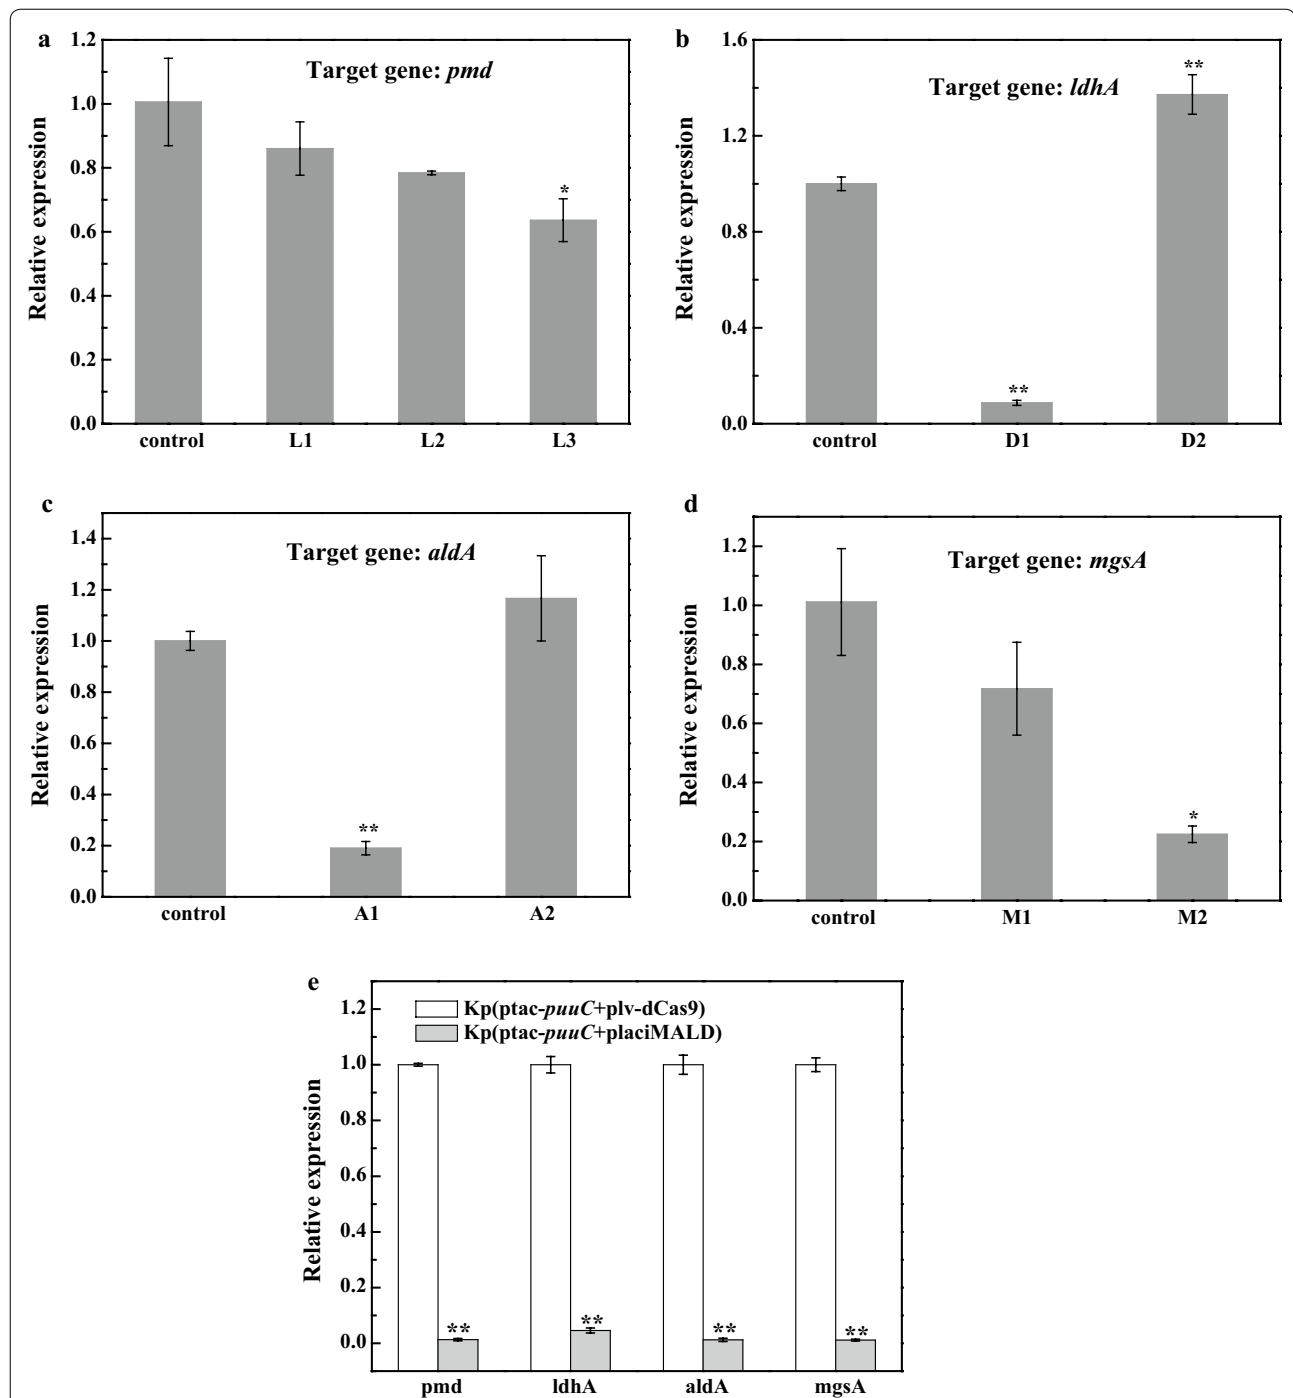 a
1.2
1.0
0.8
0.6
0.4
0.2
0.0
Relative expression
Target gene: pmd
*
control L1 L2 L3
b
1.6
1.2
0.8
0.4
0.0
Relative expression
Target gene: ldhA
**
**
control D1 D2
c
1.4
1.2
1.0
0.8
0.6
0.4
0.2
0.0
Relative expression
Target gene: aldA
**
control A1 A2
d
1.2
1.0
0.8
0.6
0.4
0.2
0.0
Relative expression
Target gene: mgsA
*
control M1 M2
e
1.2
1.0
0.8
0.6
0.4
0.2
0.0
Relative expression
Kp(ptac-puuC+plv-dCas9)
Kp(ptac-puuC+placiMALD)
** ** ** **
pmd ldhA aldA mgsA